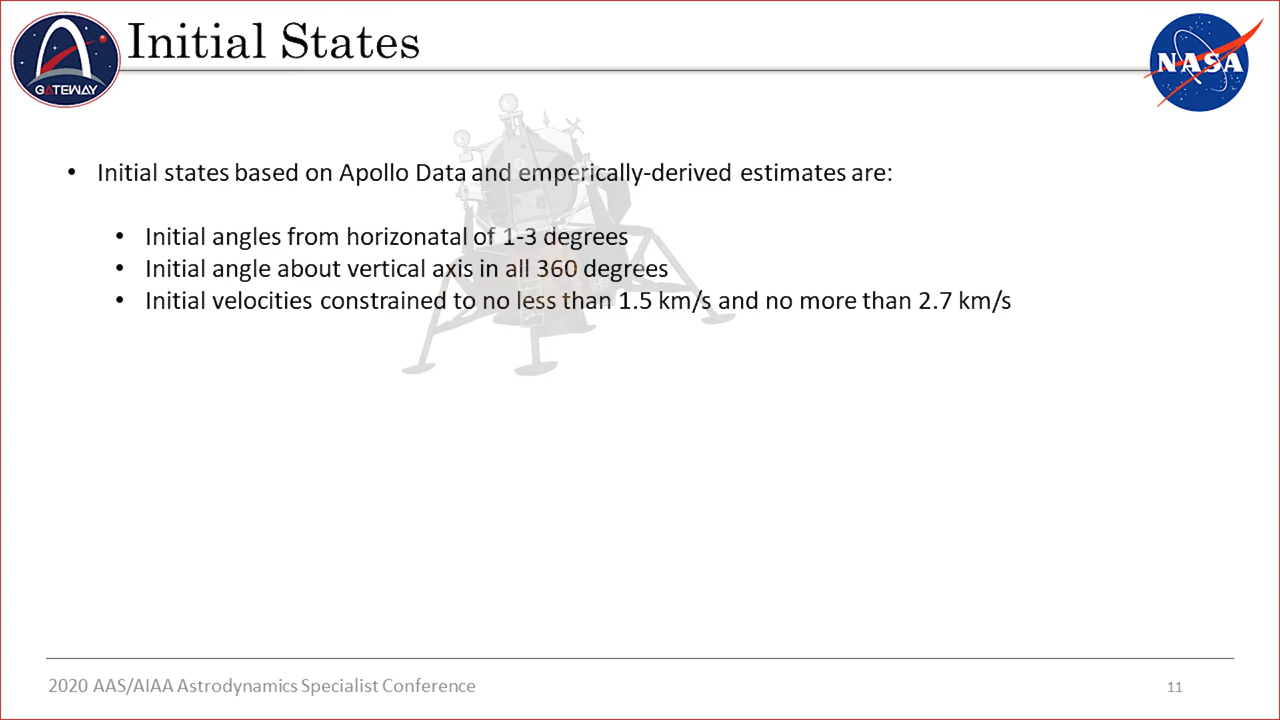 GATEWAY
Initial States
NASA
• Initial states based on Apollo Data and emperically-derived estimates are:
• Initial angles from horizonatal of 1-3 degrees
• Initial angle about vertical axis in all 360 degrees
• Initial velocities constrained to no less than 1.5 km/s and no more than 2.7 km/s
2020 AAS/AIAA Astrodynamics Specialist Conference
11